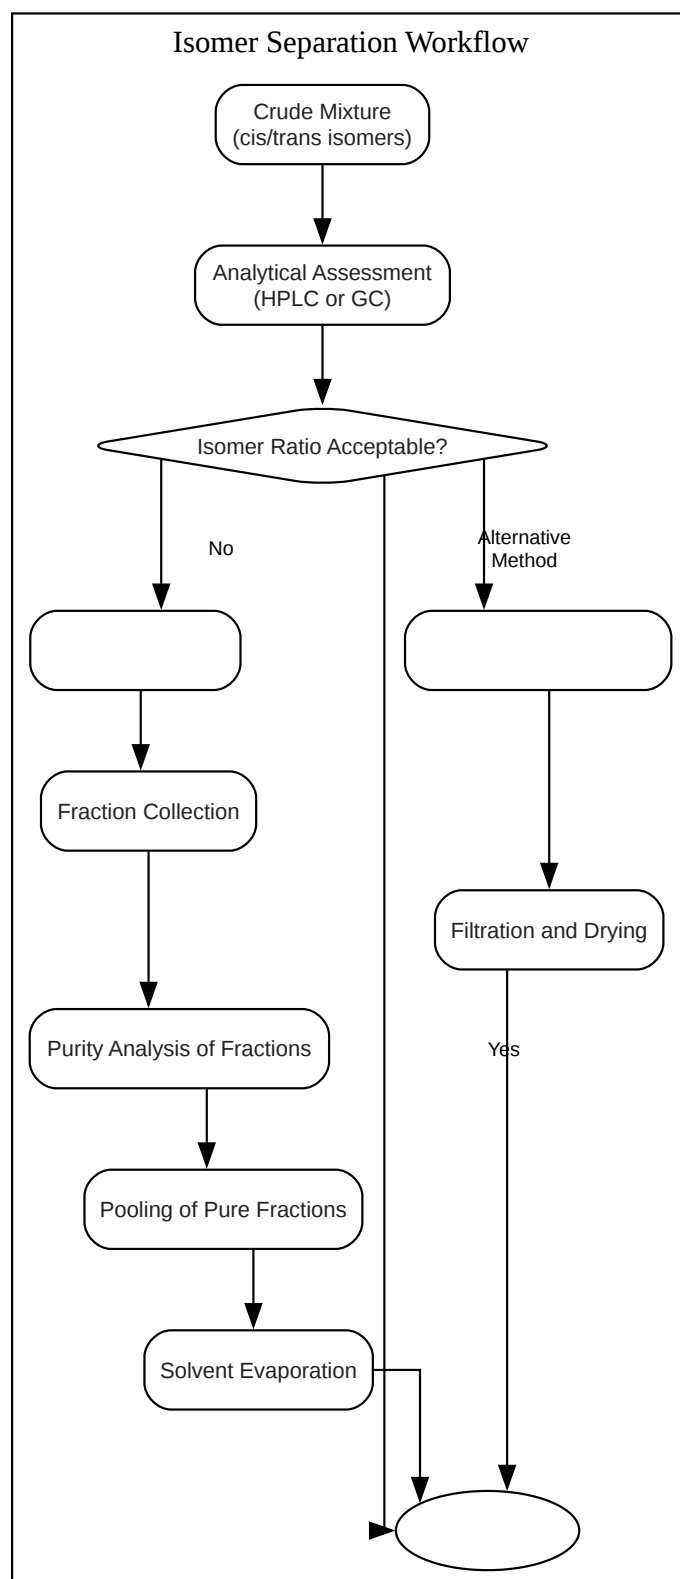 Isomer Separation Workflow
Crude Mixture
(cis/trans isomers)
Analytical Assessment
(HPLC or GC)
Isomer Ratio Acceptable?
No
Alternative
Method
Fraction Collection
Filtration and Drying
Purity Analysis of Fractions
Yes
Pooling of Pure Fractions
Solvent Evaporation